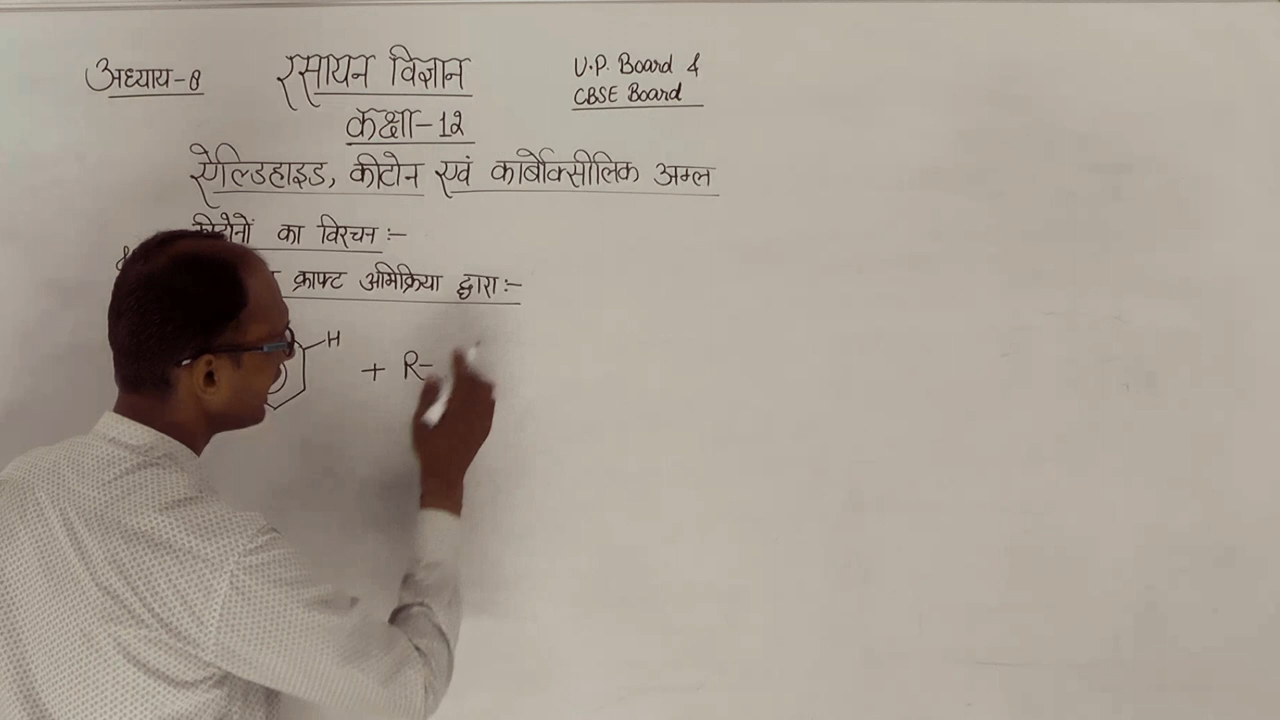 अध्याय-8
रसायन विज्ञान
U.P. Board &
CBSE Board
कक्षा-12
ऐल्डिहाइड, कीटोन एवं कार्बोक्सीलिक अम्ल
का विरचन :-
क्राफ्ट अभिक्रिया द्वारा :-
H
+ R-